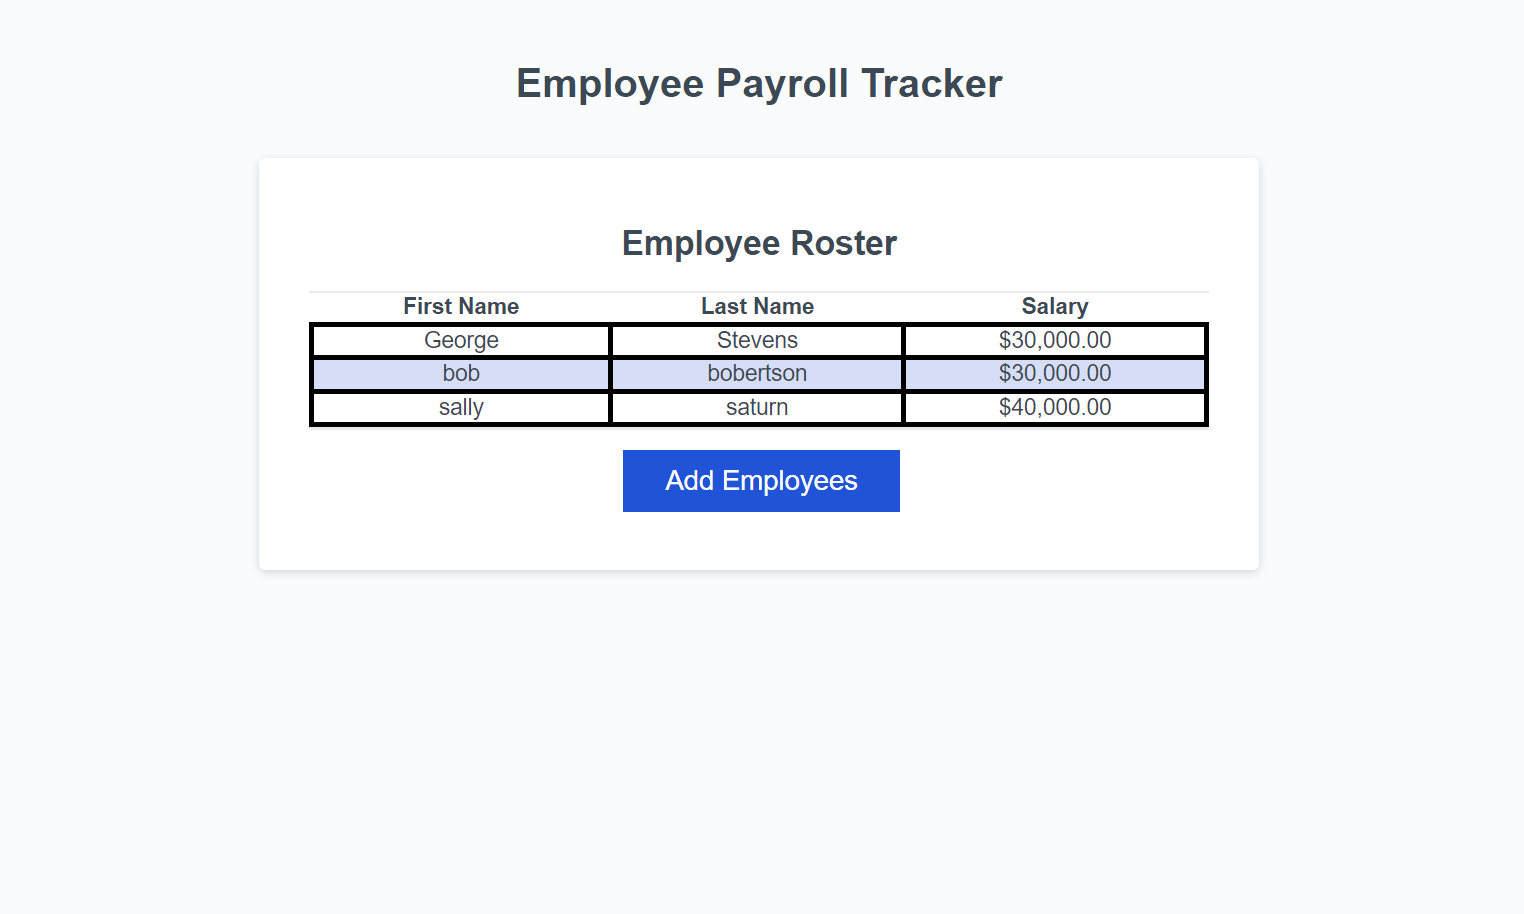 Employee Payroll Tracker
Employee Roster
First Name Last Name Salary
George Stevens $30,000.00
bob bobertson $30,000.00
sally saturn $40,000.00
Add Employees